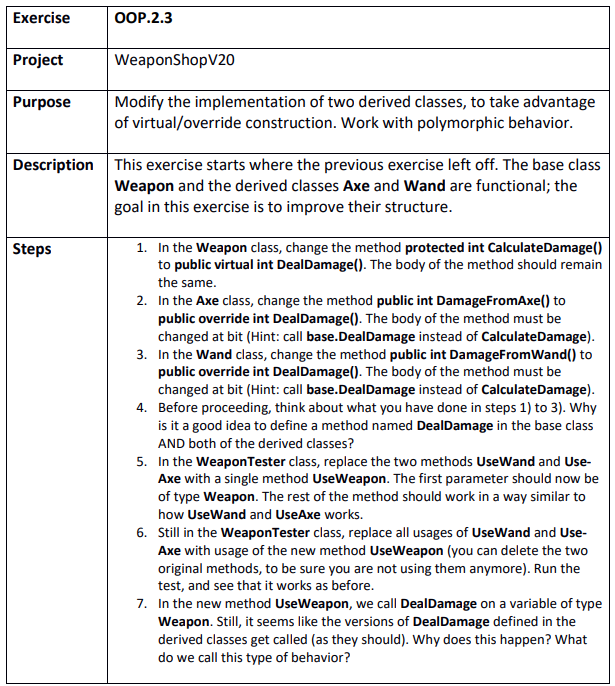 Exercise OOP.2.3
Project WeaponShopV20
Purpose Modify the implementation of two derived classes, to take advantage
of virtual/override construction. Work with polymorphic behavior.
Description This exercise starts where the previous exercise left off. The base class
Weapon and the derived classes Axe and Wand are functional; the
goal in this exercise is to improve their structure.
Steps 1. In the Weapon class, change the method protected int CalculateDamage()
to public virtual int DealDamage(). The body of the method should remain
the same.
2. In the Axe class, change the method public int DamageFromAxe() to
public override int DealDamage(). The body of the method must be
changed at bit (Hint: call base.DealDamage instead of CalculateDamage).
3. In the Wand class, change the method public int DamageFromWand() to
public override int DealDamage(). The body of the method must be
changed at bit (Hint: call base.DealDamage instead of CalculateDamage).
4. Before proceeding, think about what you have done in steps 1) to 3). Why
is it a good idea to define a method named DealDamage in the base class
AND both of the derived classes?
5. In the WeaponTester class, replace the two methods UseWand and Use-
Axe with a single method UseWeapon. The first parameter should now be
of type Weapon. The rest of the method should work in a way similar to
how UseWand and UseAxe works.
6. Still in the WeaponTester class, replace all usages of UseWand and Use-
Axe with usage of the new method UseWeapon (you can delete the two
original methods, to be sure you are not using them anymore). Run the
test, and see that it works as before.
7. In the new method UseWeapon, we call DealDamage on a variable of type
Weapon. Still, it seems like the versions of DealDamage defined in the
derived classes get called (as they should). Why does this happen? What
do we call this type of behavior?